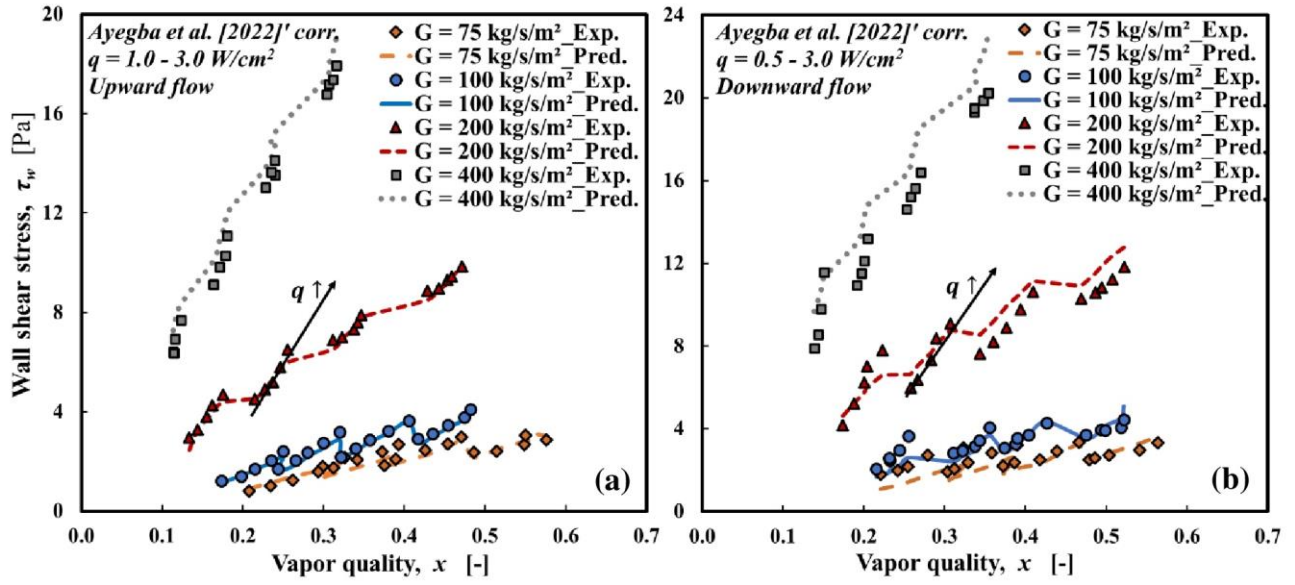 Ayegba et al. [2022]' corr.
q = 1.0 - 3.0 W/cm²
Upward flow
G = 75 kg/s/m²_Exp.
G = 75 kg/s/m²_Pred.
G = 100 kg/s/m²_Exp.
G = 100 kg/s/m²_Pred.
G = 200 kg/s/m²_Exp.
G = 200 kg/s/m²_Pred.
G = 400 kg/s/m²_Exp.
G = 400 kg/s/m²_Pred.
q ↑
(a)
20
16
12
8
4
0
0.0 0.1 0.2 0.3 0.4 0.5 0.6 0.7
Wall shear stress, τw [Pa]
Vapor quality, x [-]
Ayegba et al. [2022]' corr.
q = 0.5 - 3.0 W/cm²
Downward flow
G = 75 kg/s/m²_Exp.
G = 75 kg/s/m²_Pred.
G = 100 kg/s/m²_Exp.
G = 100 kg/s/m²_Pred.
G = 200 kg/s/m²_Exp.
G = 200 kg/s/m²_Pred.
G = 400 kg/s/m²_Exp.
G = 400 kg/s/m²_Pred.
q ↑
(b)
24
20
16
12
8
4
0
0.0 0.1 0.2 0.3 0.4 0.5 0.6 0.7
Vapor quality, x [-]